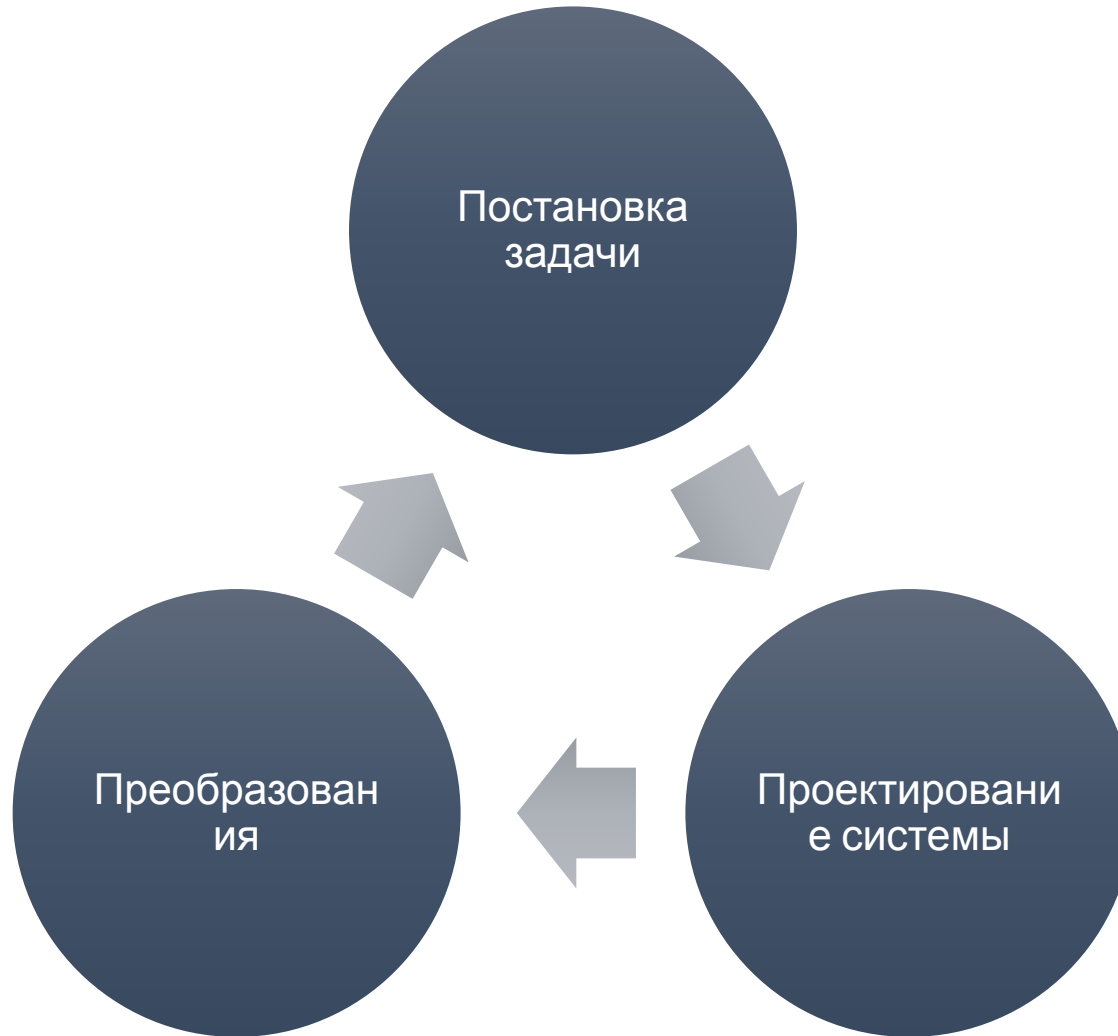 Постановка
задачи
Преобразован
ия
Проектировани
е системы